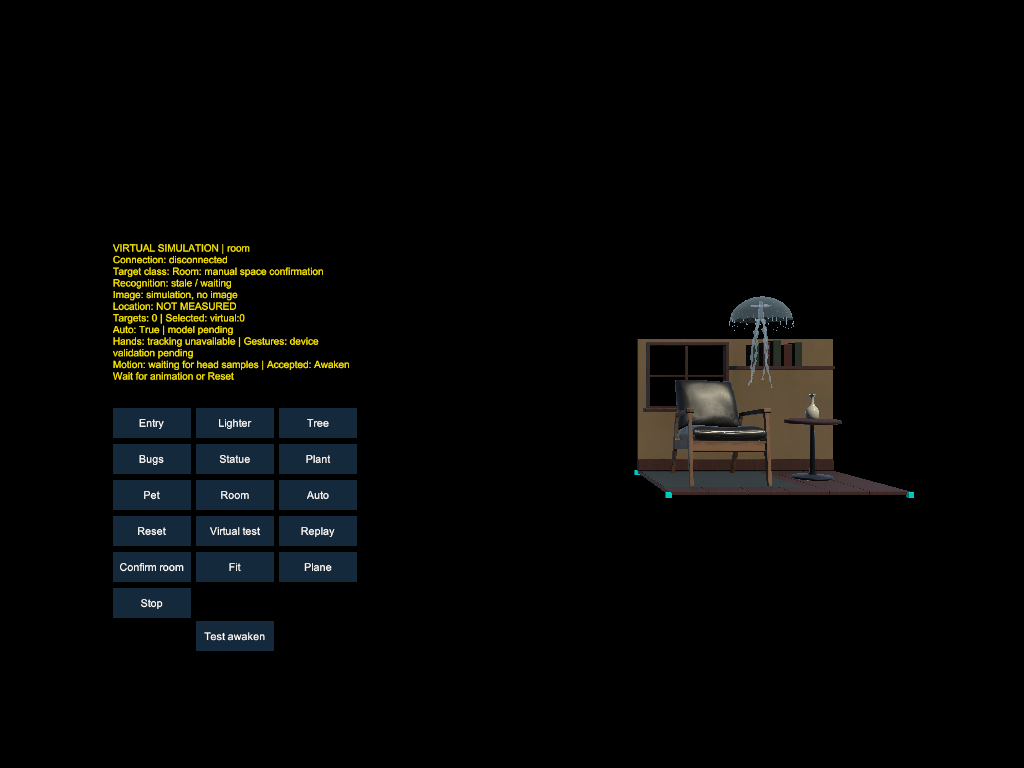 VIRTUAL SIMULATION | room
Connection: disconnected
Target class: Room: manual space confirmation
Recognition: stale / waiting
Image: simulation, no image
Location: NOT MEASURED
Targets: 0 | Selected: virtual:0
Auto: True | model pending
Hands: tracking unavailable | Gestures: device
validation pending
Motion: waiting for head samples | Accepted: Awaken
Wait for animation or Reset
Entry
Lighter
Tree
Bugs
Statue
Plant
Pet
Room
Auto
Reset
Virtual test
Replay
Confirm room
Fit
Plane
Stop
Test awaken